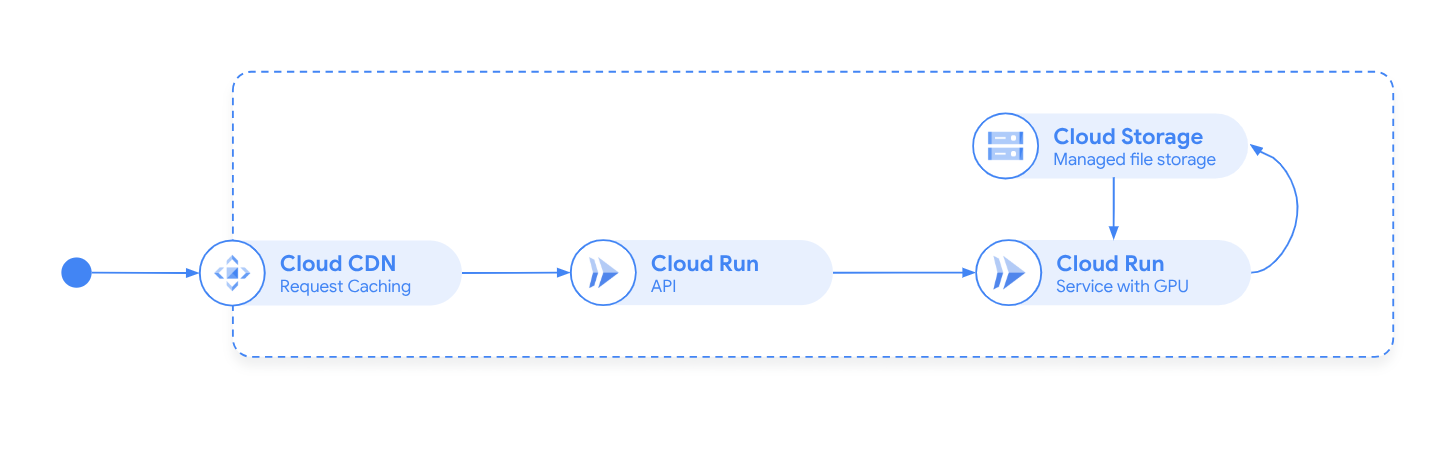 Cloud Storage
Managed file storage
Cloud CDN
Request Caching
Cloud Run
API
Cloud Run
Service with GPU